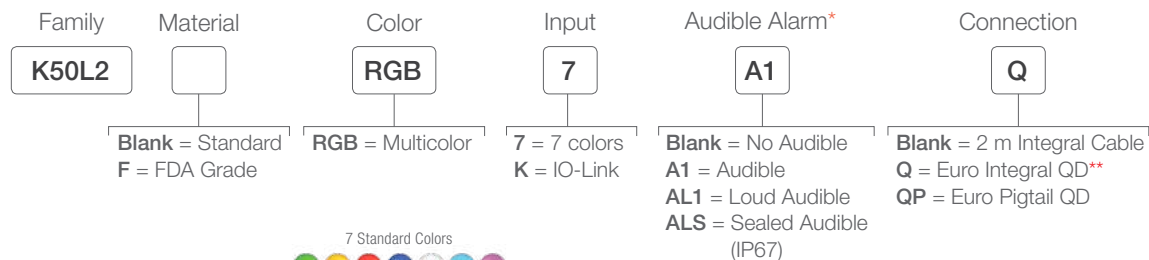 Family Material Color Input Audible Alarm* Connection
K50L2 RGB 7 A1 Q
Blank = Standard RGB = Multicolor 7 = 7 colors Blank = No Audible Blank = 2 m Integral Cable
F = FDA Grade K = IO-Link A1 = Audible Q = Euro Integral QD**
AL1 = Loud Audible QP = Euro Pigtail QD
ALS = Sealed Audible
(IP67)
7 Standard Colors